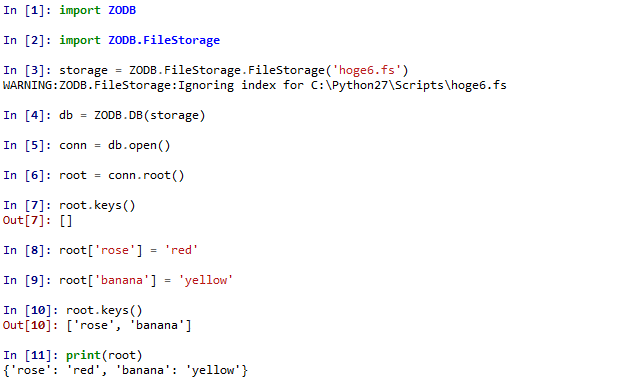 In [1]: import ZODB
In [2]: import ZODB.FileStorage
In [3]: storage = ZODB.FileStorage.FileStorage('hoge6.fs')
WARNING:ZODB.FileStorage:Ignoring index for C:\Python27\Scripts\hoge6.fs
In [4]: db = ZODB.DB(storage)
In [5]: conn = db.open()
In [6]: root = conn.root()
In [7]: root.keys()
Out[7]: []
In [8]: root['rose'] = 'red'
In [9]: root['banana'] = 'yellow'
In [10]: root.keys()
Out[10]: ['rose', 'banana']
In [11]: print(root)
{'rose': 'red', 'banana': 'yellow'}